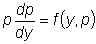 p dp/dy = f(y, p)